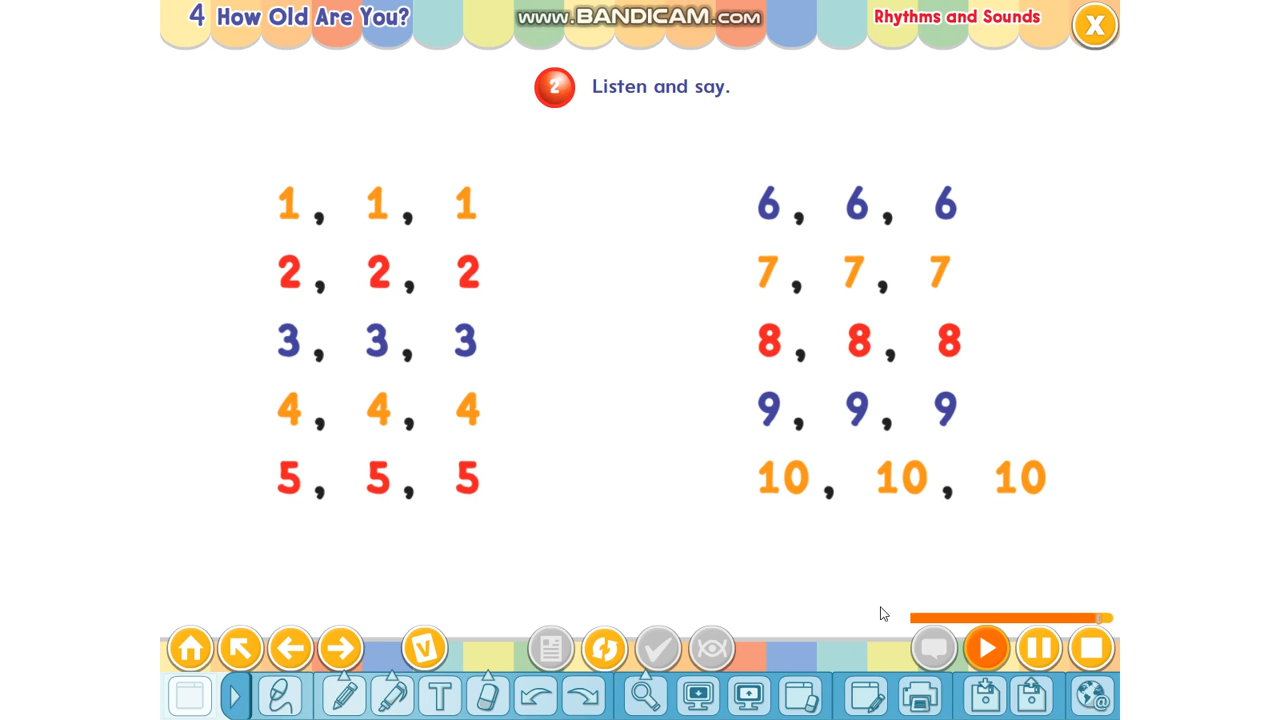 4 How Old Are You?
www.BANDICAM.com
Rhythms and Sounds
X
2 Listen and say.
1, 1, 1
2, 2, 2
3, 3, 3
4, 4, 4
5, 5, 5
6, 6, 6
7, 7, 7
8, 8, 8
9, 9, 9
10, 10, 10
V
T
@